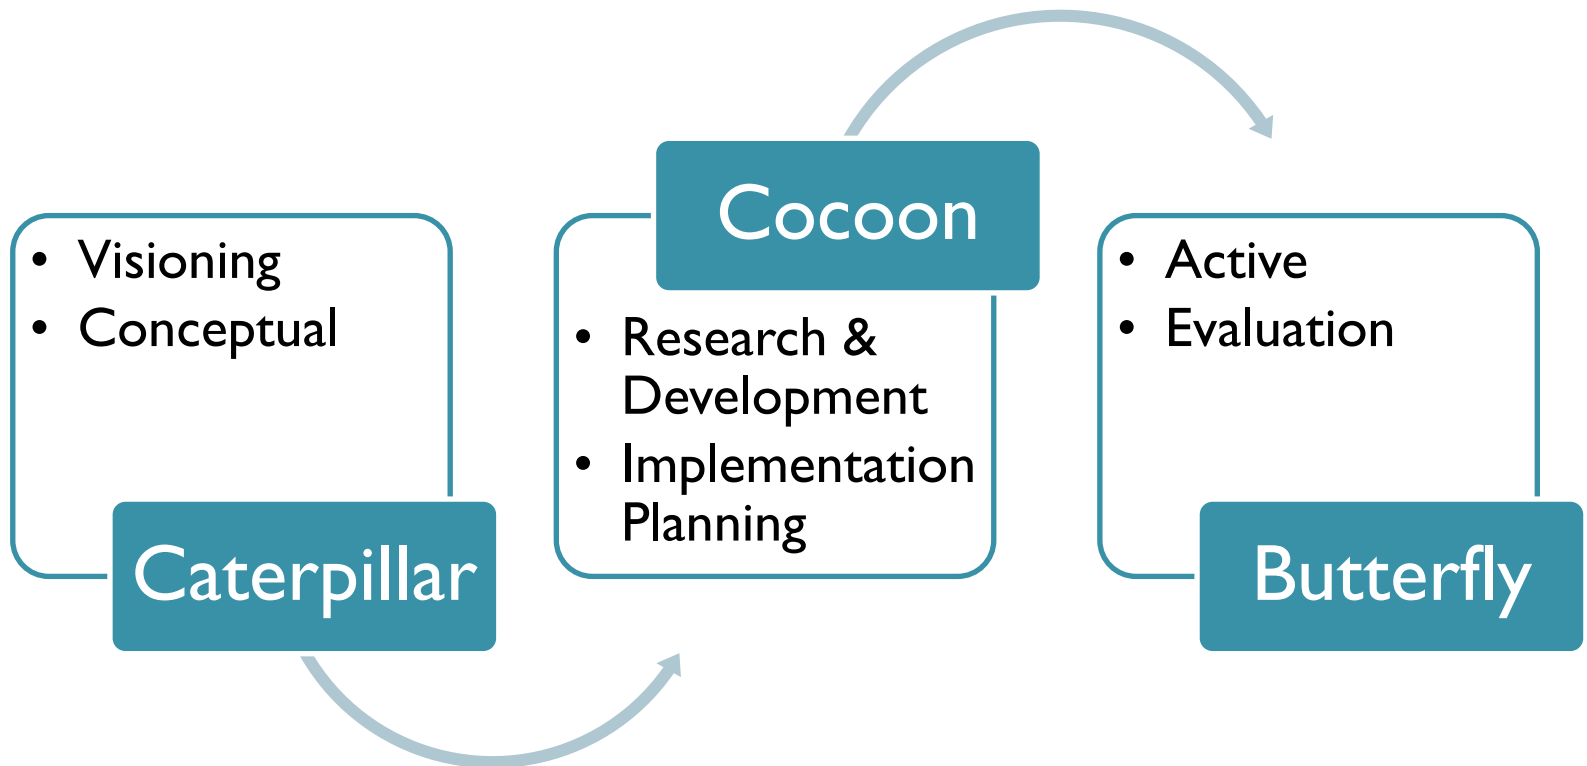 • Visioning
• Conceptual
Caterpillar
Cocoon
• Research &
Development
• Implementation
Planning
• Active
• Evaluation
Butterfly